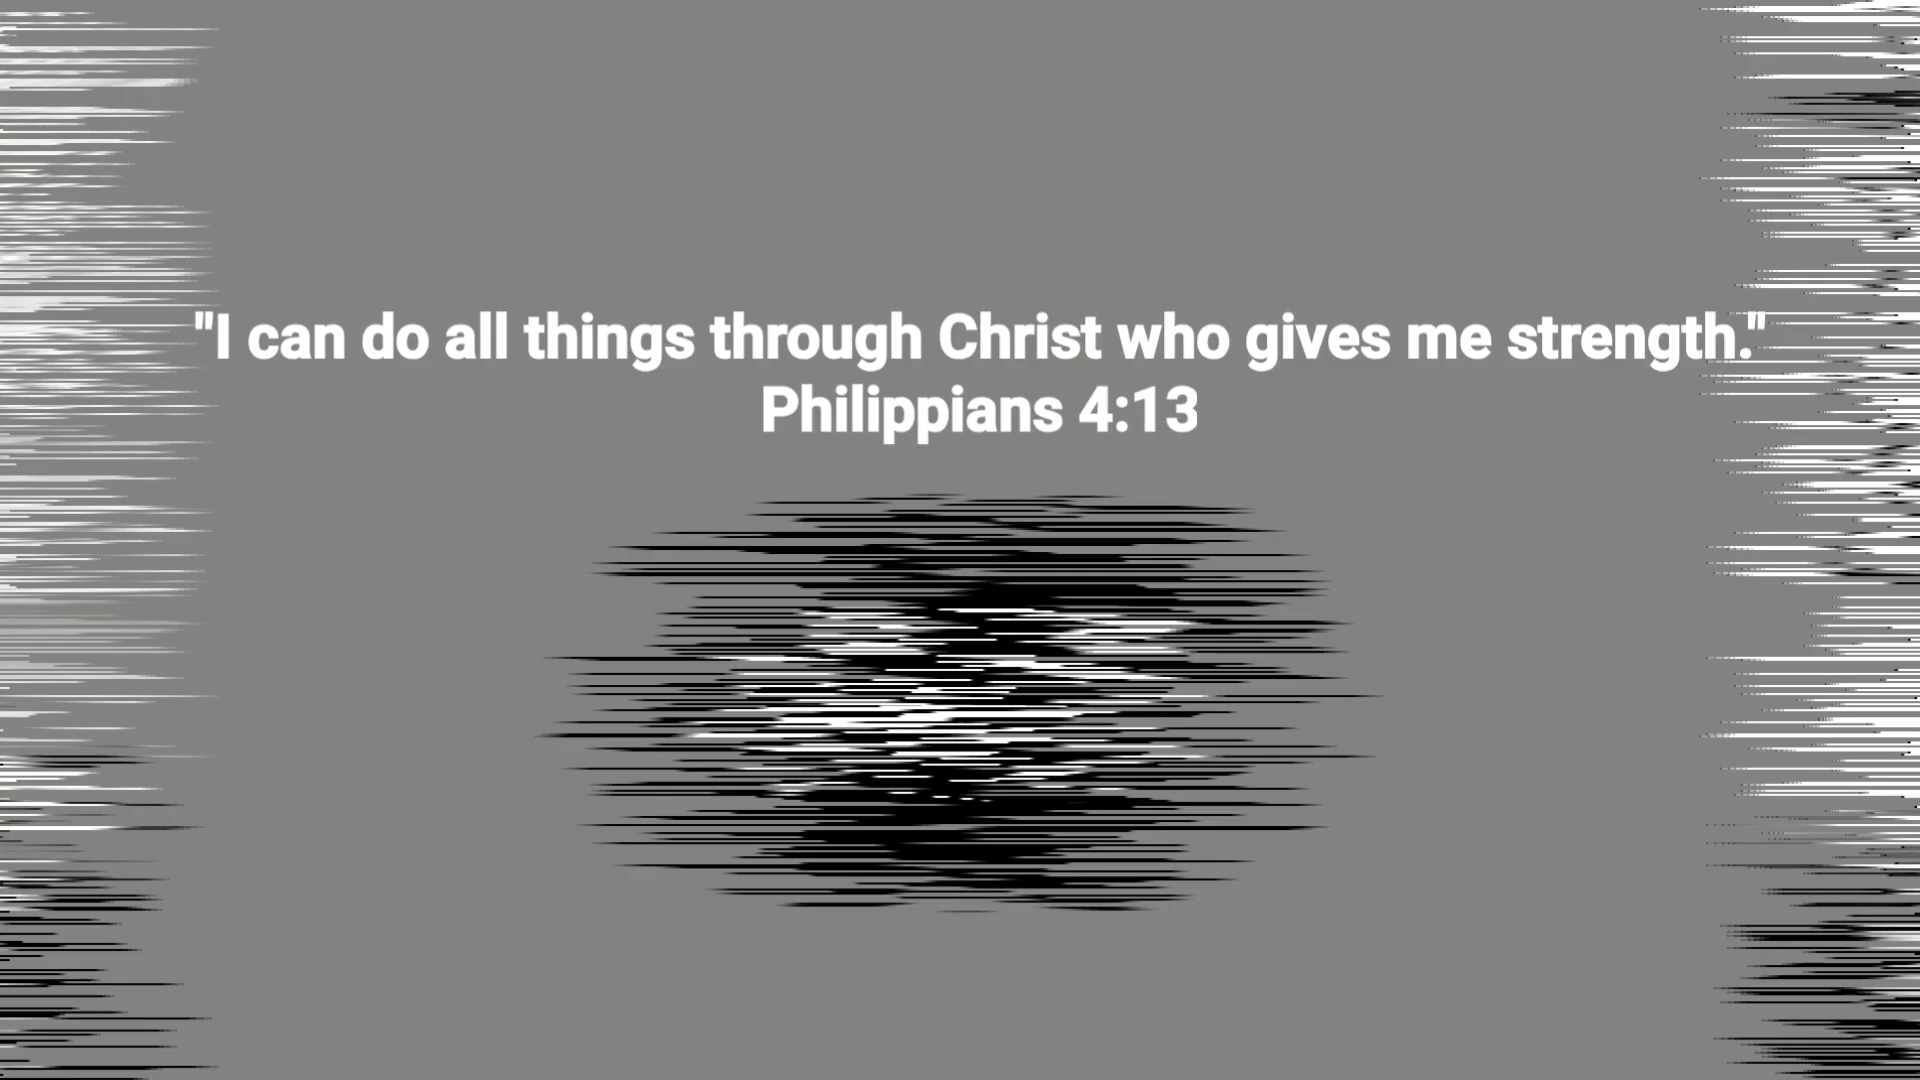 "I can do all things through Christ who gives me strength."
Philippians 4:13